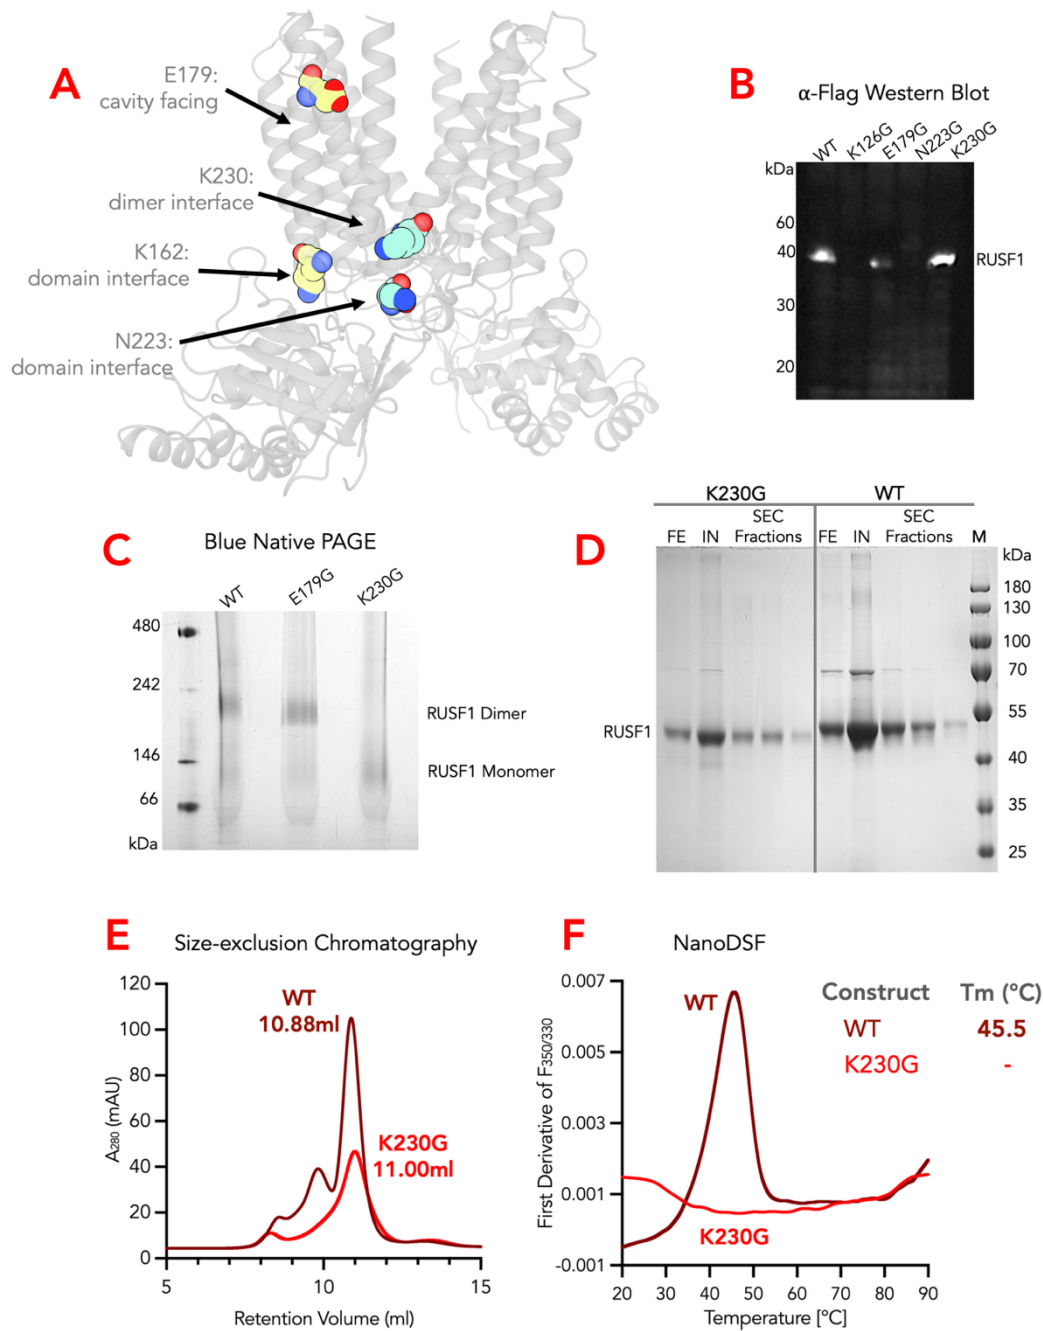 A
E179:
cavity facing
K230:
dimer interface
K162:
domain interface
N223:
domain interface
B
α-Flag Western Blot
WT
K126G
E179G
N223G
K230G
kDa
60
40
30
20
RUSF1
C
Blue Native PAGE
WT
E179G
K230G
480
242
146
66
kDa
RUSF1 Dimer
RUSF1 Monomer
D
K230G
WT
FE IN SEC Fractions
FE IN SEC Fractions
M
kDa
180
130
100
70
55
40
35
25
RUSF1
E
Size-exclusion Chromatography
WT
10.88ml
K230G
11.00ml
A280 (mAU)
120
100
80
60
40
20
0
5 10 15
Retention Volume (ml)
F
NanoDSF
First Derivative of F350/330
0.007
0.005
0.003
0.001
-0.001
WT
K230G
Construct Tm (°C)
WT 45.5
K230G -
20 30 40 50 60 70 80 90
Temperature [°C]